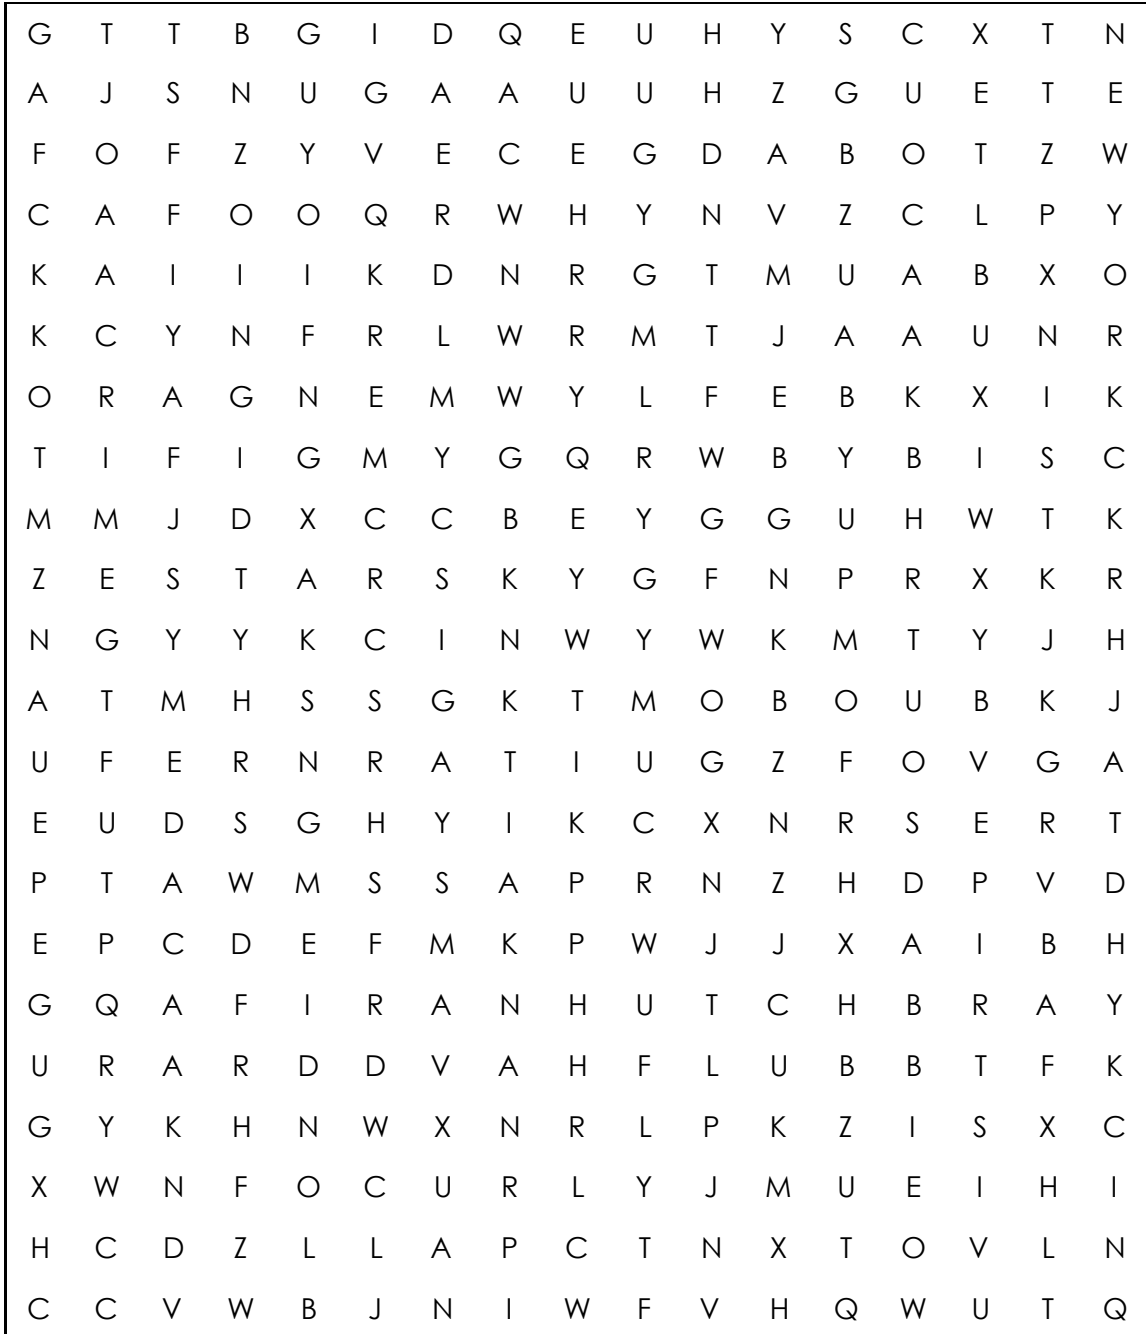 G T T B G I D Q E U H Y S C X T N
A J S N U G A A U U H Z G U E T E
F O F Z Y V E C E G D A B O T Z W
C A F O O Q R W H Y N V Z C L P Y
K A I I I K D N R G T M U A B X O
K C Y N F R L W R M T J A A U N R
O R A G N E M W Y L F E B K X I K
T I F I G M Y G Q R W B Y B I S C
M M J D X C C B E Y G G U H W T K
Z E S T A R S K Y G F N P R X K R
N G Y Y K C I N W Y W K M T Y J H
A T M H S S G K T M O B O U B K J
U F E R N R A T I U G Z F O V G A
E U D S G H Y I K C X N R S E R T
P T A W M S S A P R N Z H D P V D
E P C D E F M K P W J J X A I B H
G Q A F I R A N H U T C H B R A Y
U R A R D D V A H F L U B B T F K
G Y K H N W X N R L P K Z I S X C
X W N F O C U R L Y J M U E I H I
H C D Z L L A P C T N X T O V L N
C C V W B J N I W F V H Q W U T Q